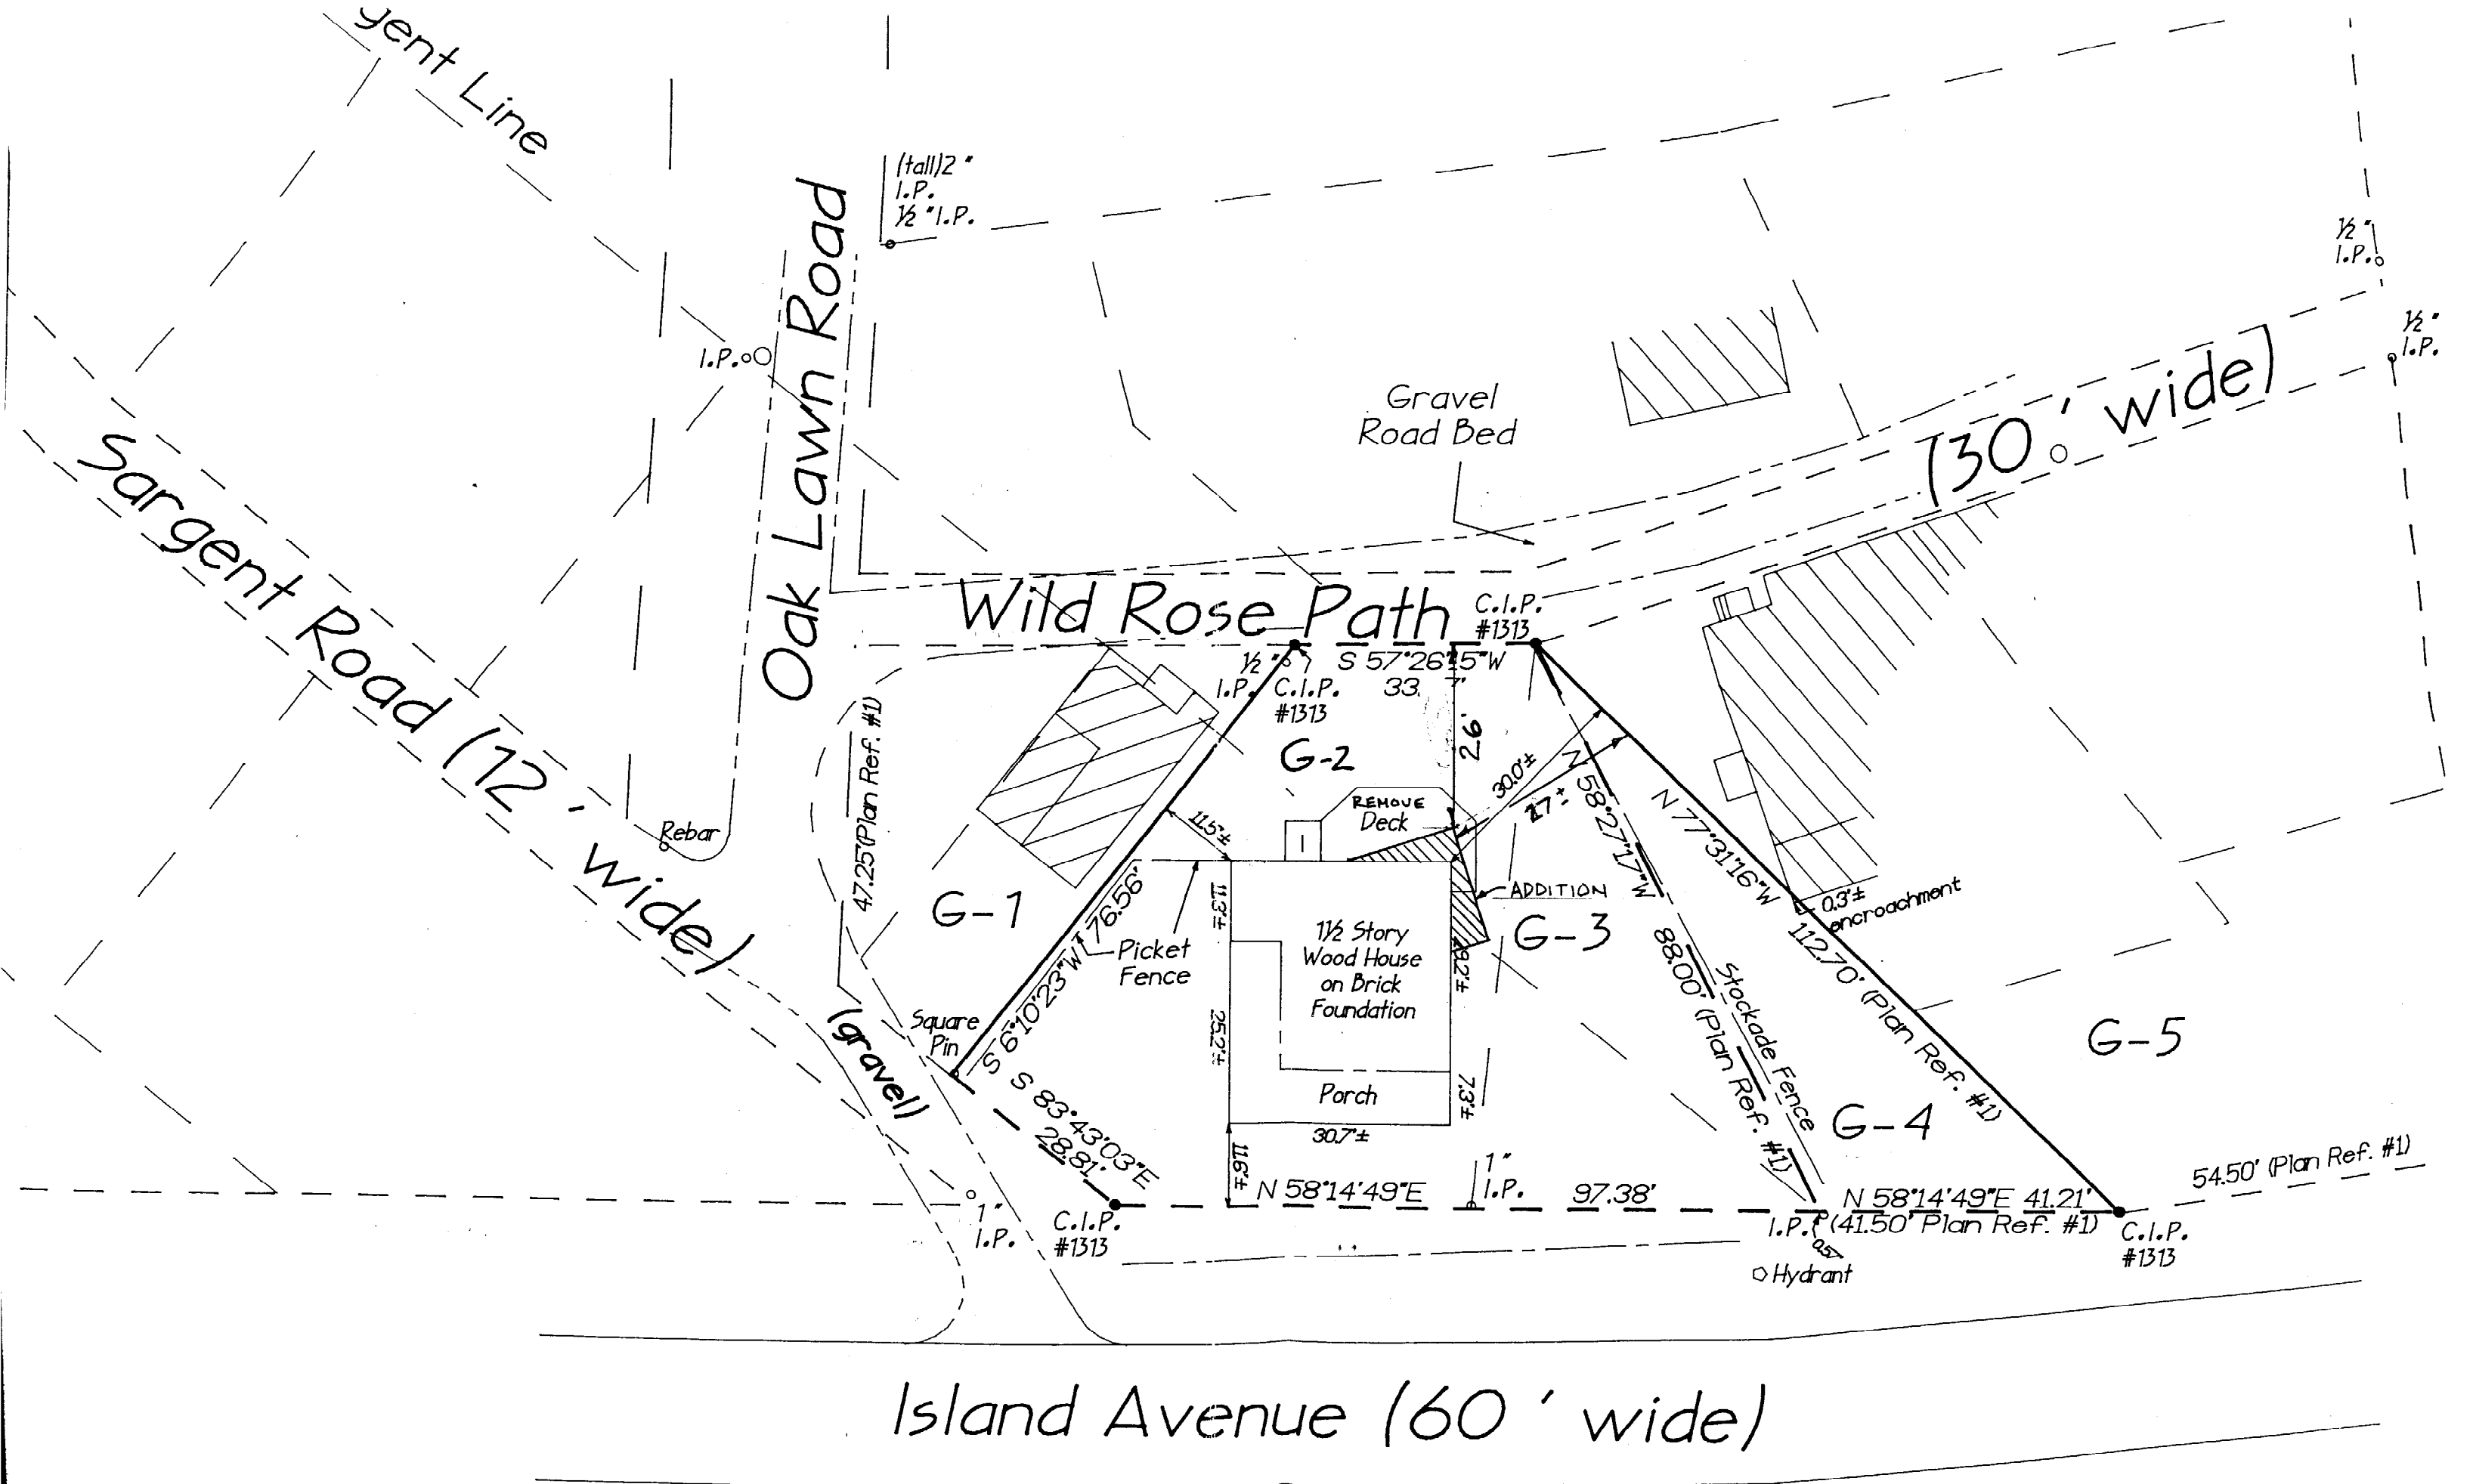 gent Line
(tall)2"
I.P.
½"I.P.
Oak Lawn Road
I.P.
½"
I.P.
½"
I.P.
(30' wide)
Gravel
Road Bed
Sargent Road (12' wide)
(gravel)
Wild Rose Path
C.I.P.
#1313
½"
I.P.
C.I.P.
#1313
S 57°26'15"W
33. 7'
47.25'(Plan Ref. #1)
G-2
26'
30.0'±
27'±
REMOVE
Deck
11.5'±
Rebar
N 58°27'17"W
88.00' (Plan Ref. #1)
N 77°31'16"W
112.70' (Plan Ref. #1)
0.3'±
encroachment
ADDITION
G-1
G-3
11.3'±
1½ Story
Wood House
on Brick
Foundation
29.2'±
Picket
Fence
S 6°10'23"W 76.56'
Square
Pin
25.2'±
Stockade Fence
G-5
G-4
Porch
7.3'±
30.7'±
S 83°43'03"E
28.81'
11.6'±
1"
I.P.
C.I.P.
#1313
N 58°14'49"E
97.38'
1"
I.P.
N 58°14'49"E 41.21'
(41.50' Plan Ref. #1)
I.P.
0.5'
54.50' (Plan Ref. #1)
C.I.P.
#1313
Hydrant
Island Avenue (60' wide)